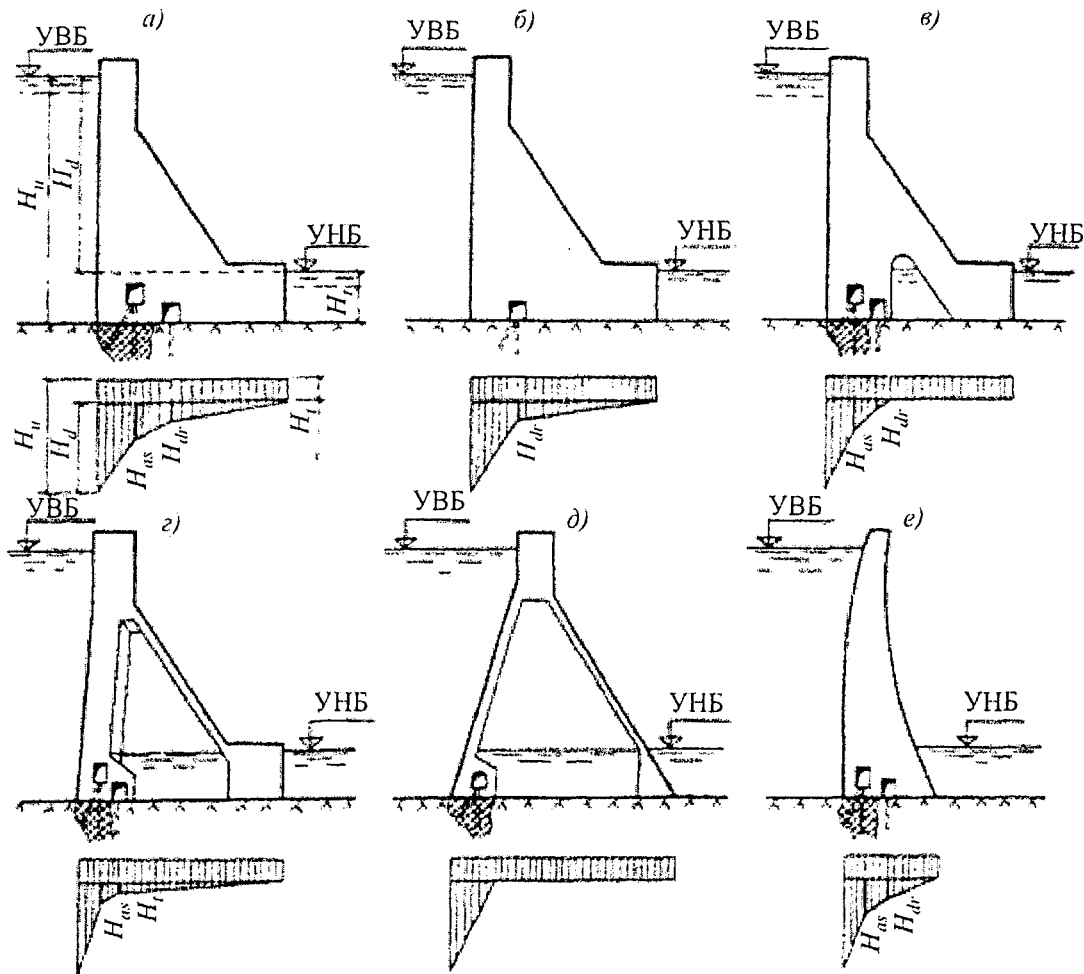 а)
б)
в)
УВБ
УВБ
УВБ
H_u
H_d
УНБ
УНБ
УНБ
H_t
H_u
H_d
H_as
H_dr
H_t
H_dr
H_as
H_dr
УВБ
г)
УВБ
д)
УВБ
е)
УНБ
УНБ
УНБ
H_as
H_t
H_as
H_dr